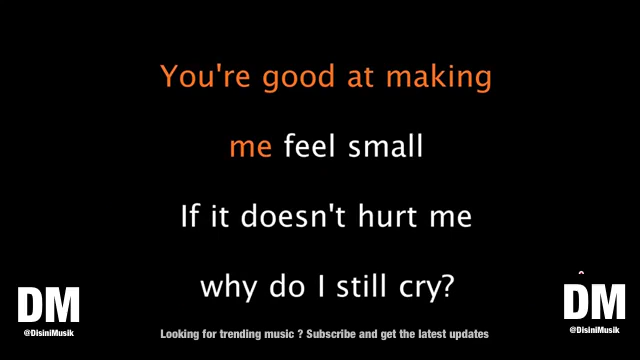 You're good at making
me feel small
If it doesn't hurt me
why do I still cry?
DM
@DisiniMusik
DM
@DisiniMusik
Looking for trending music ? Subscribe and get the latest updates